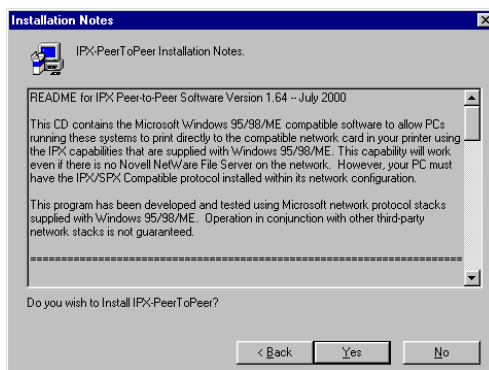 Installation Notes
IPX-PeerToPeer Installation Notes.
README for IPX Peer-to-Peer Software Version 1.64 -- July 2000
This CD contains the Microsoft Windows 95/98/ME compatible software to allow PCs
running these systems to print directly to the compatible network card in your printer using
the IPX capabilities that are supplied with Windows 95/98/ME. This capability will work
even if there is no Novell NetWare File Server on the network. However, your PC must
have the IPX/SPX Compatible protocol installed within its network configuration.
This program has been developed and tested using Microsoft network protocol stacks
supplied with Windows 95/98/ME. Operation in conjunction with other third-party
network stacks is not guaranteed.
==============================================================
Do you wish to Install IPX-PeerToPeer?
< Back Yes No